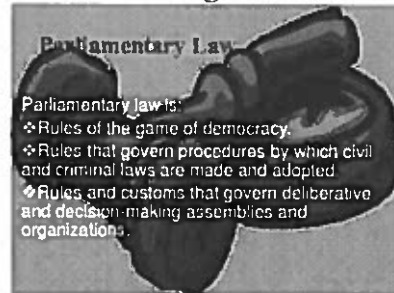 Parliamentary Law
Parliamentary law is:
❖Rules of the game of democracy.
❖Rules that govern procedures by which civil
and criminal laws are made and adopted.
❖Rules and customs that govern deliberative
and decision-making assemblies and
organizations.